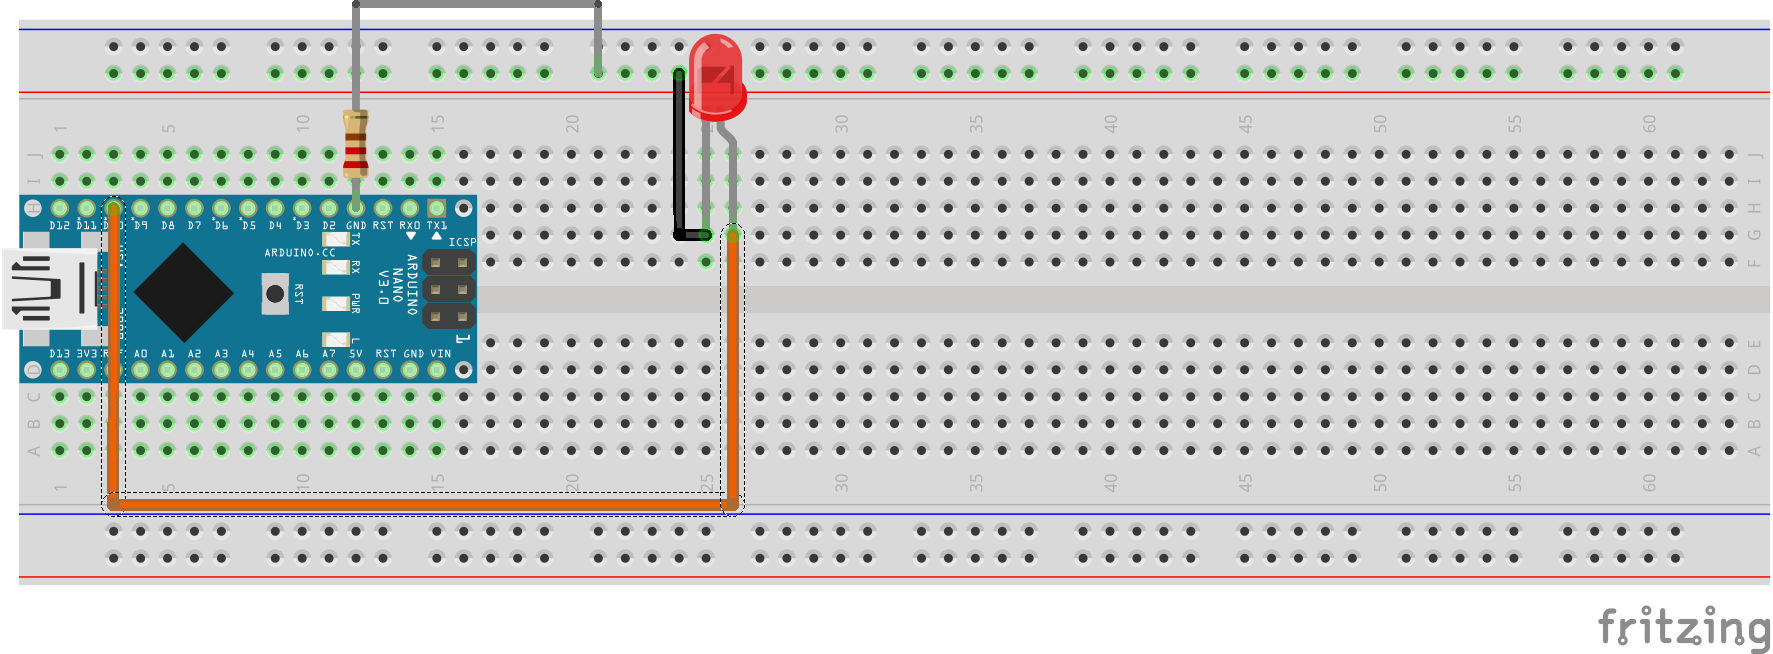 1 5 10 15 20 25 30 35 40 45 50 55 60
J J
I I
H H
D12 D11 D9 D8 D7 D6 D5 D4 D3 D2 GND RST RX0 TX1
G
F
ICSP
TX
RX
PWR
L
ARDUINO.CC
RST
ARDUINO
NANO
V3.0
1
D13 3V3 A0 A1 A2 A3 A4 A5 A6 A7 5V RST GND VIN
E
D D
C C
B B
A A
1 5 10 15 20 25 30 35 40 45 50 55 60
fritzing